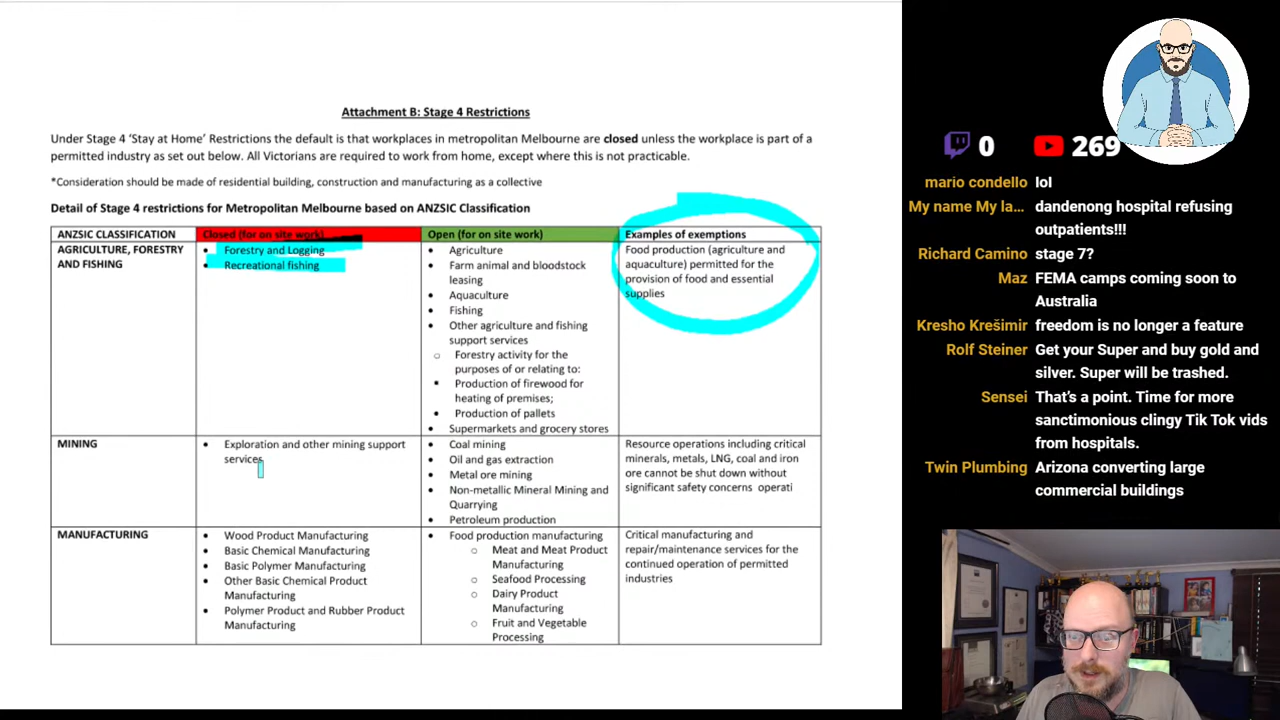 Attachment B: Stage 4 Restrictions
Under Stage 4 ‘Stay at Home’ Restrictions the default is that workplaces in metropolitan Melbourne are closed unless the workplace is part of a
permitted industry as set out below. All Victorians are required to work from home, except where this is not practicable.
*Consideration should be made of residential building, construction and manufacturing as a collective
Detail of Stage 4 restrictions for Metropolitan Melbourne based on ANZSIC Classification
ANZSIC CLASSIFICATION
Closed (for on site work)
Open (for on site work)
Examples of exemptions
AGRICULTURE, FORESTRY
AND FISHING
• Forestry and Logging
• Recreational fishing
• Agriculture
• Farm animal and bloodstock
leasing
• Aquaculture
• Fishing
• Other agriculture and fishing
support services
o Forestry activity for the
purposes of or relating to:
▪ Production of firewood for
heating of premises;
• Production of pallets
• Supermarkets and grocery stores
Food production (agriculture and
aquaculture) permitted for the
provision of food and essential
supplies
MINING
• Exploration and other mining support
services
• Coal mining
• Oil and gas extraction
• Metal ore mining
• Non-metallic Mineral Mining and
Quarrying
• Petroleum production
Resource operations including critical
minerals, metals, LNG, coal and iron
ore cannot be shut down without
significant safety concerns operati
MANUFACTURING
• Wood Product Manufacturing
• Basic Chemical Manufacturing
• Basic Polymer Manufacturing
• Other Basic Chemical Product
Manufacturing
• Polymer Product and Rubber Product
Manufacturing
• Food production manufacturing
o Meat and Meat Product
Manufacturing
o Seafood Processing
o Dairy Product
Manufacturing
o Fruit and Vegetable
Processing
Critical manufacturing and
repair/maintenance services for the
continued operation of permitted
industries
0
269
mario condello lol
My name My la... dandenong hospital refusing
outpatients!!!
Richard Camino stage 7?
Maz FEMA camps coming soon to
Australia
Kresho Krešimir freedom is no longer a feature
Rolf Steiner Get your Super and buy gold and
silver. Super will be trashed.
Sensei That’s a point. Time for more
sanctimonious clingy Tik Tok vids
from hospitals.
Twin Plumbing Arizona converting large
commercial buildings